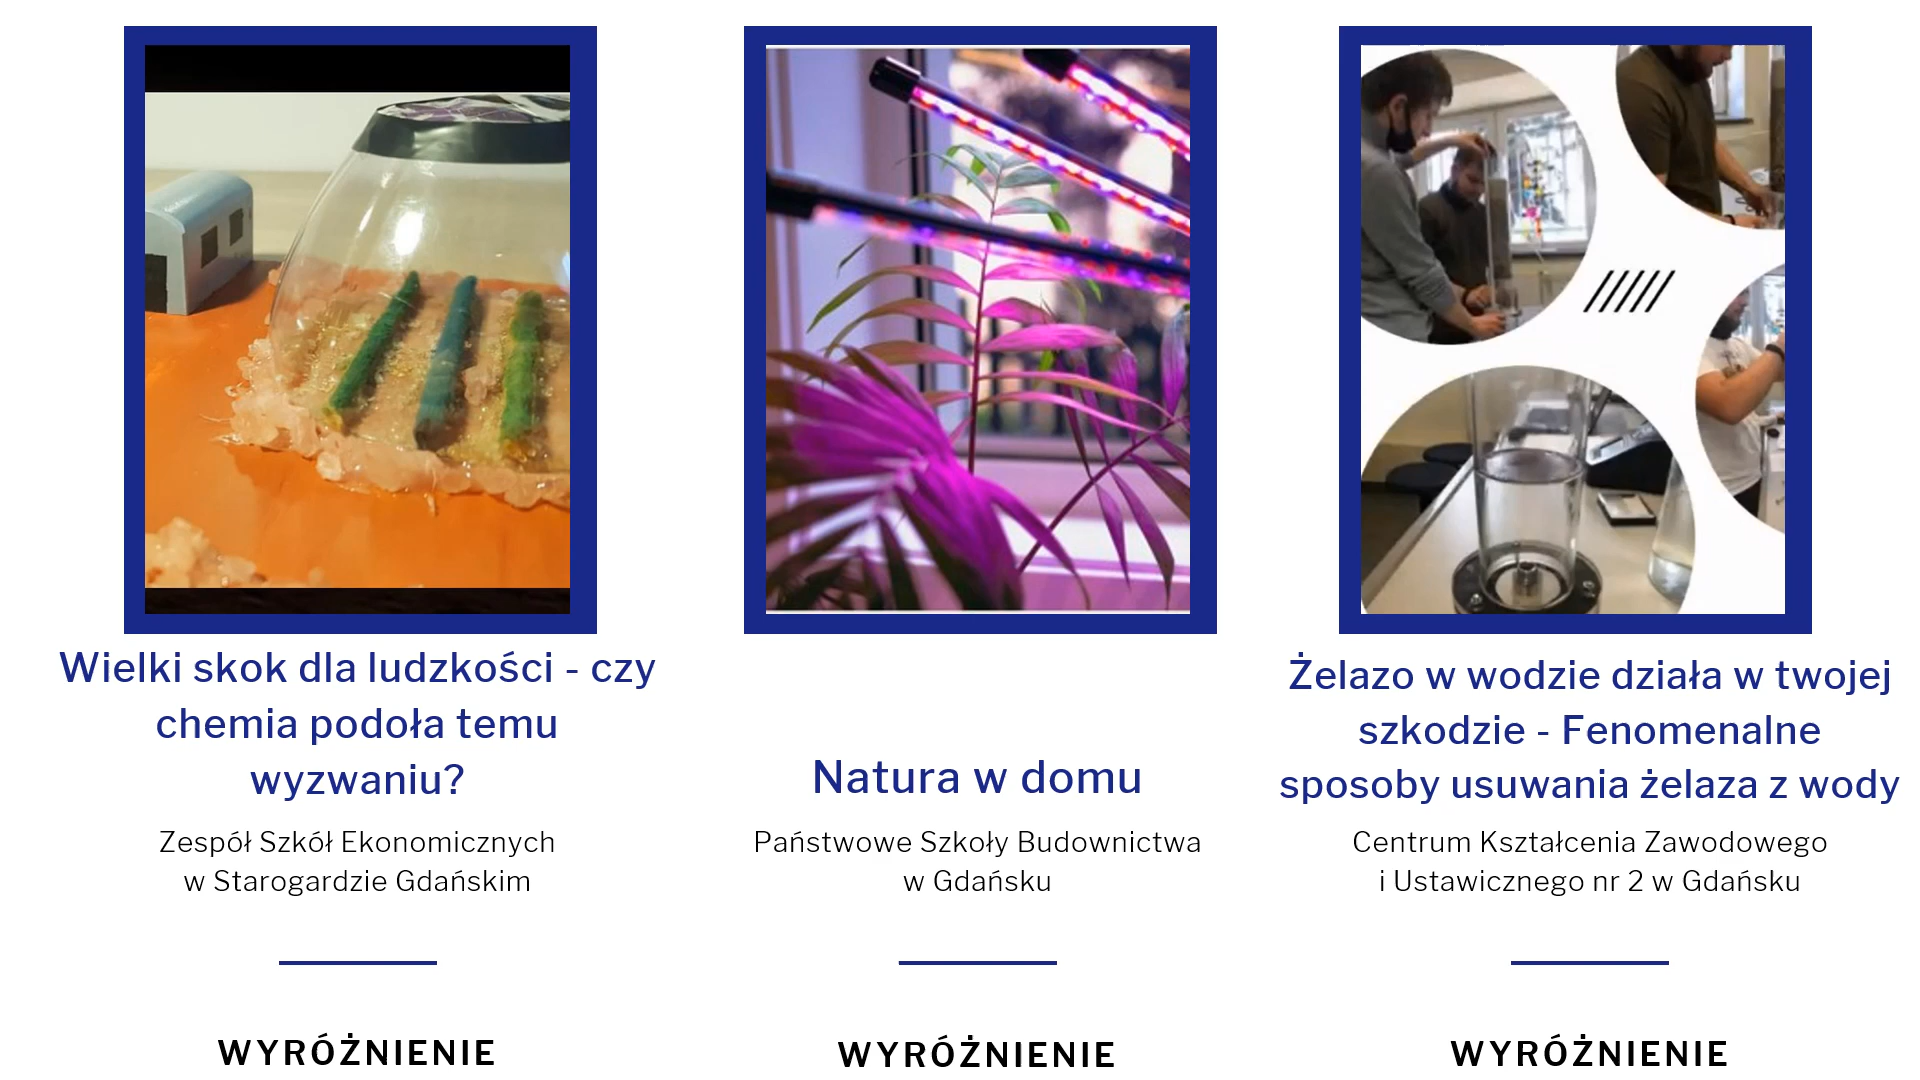 Wielki skok dla ludzkości - czy
chemia podoła temu
wyzwaniu?
Zespół Szkół Ekonomicznych
w Starogardzie Gdańskim
WYRÓŻNIENIE
Natura w domu
Państwowe Szkoły Budownictwa
w Gdańsku
WYRÓŻNIENIE
Żelazo w wodzie działa w twojej
szkodzie - Fenomenalne
sposoby usuwania żelaza z wody
Centrum Kształcenia Zawodowego
i Ustawicznego nr 2 w Gdańsku
WYRÓŻNIENIE